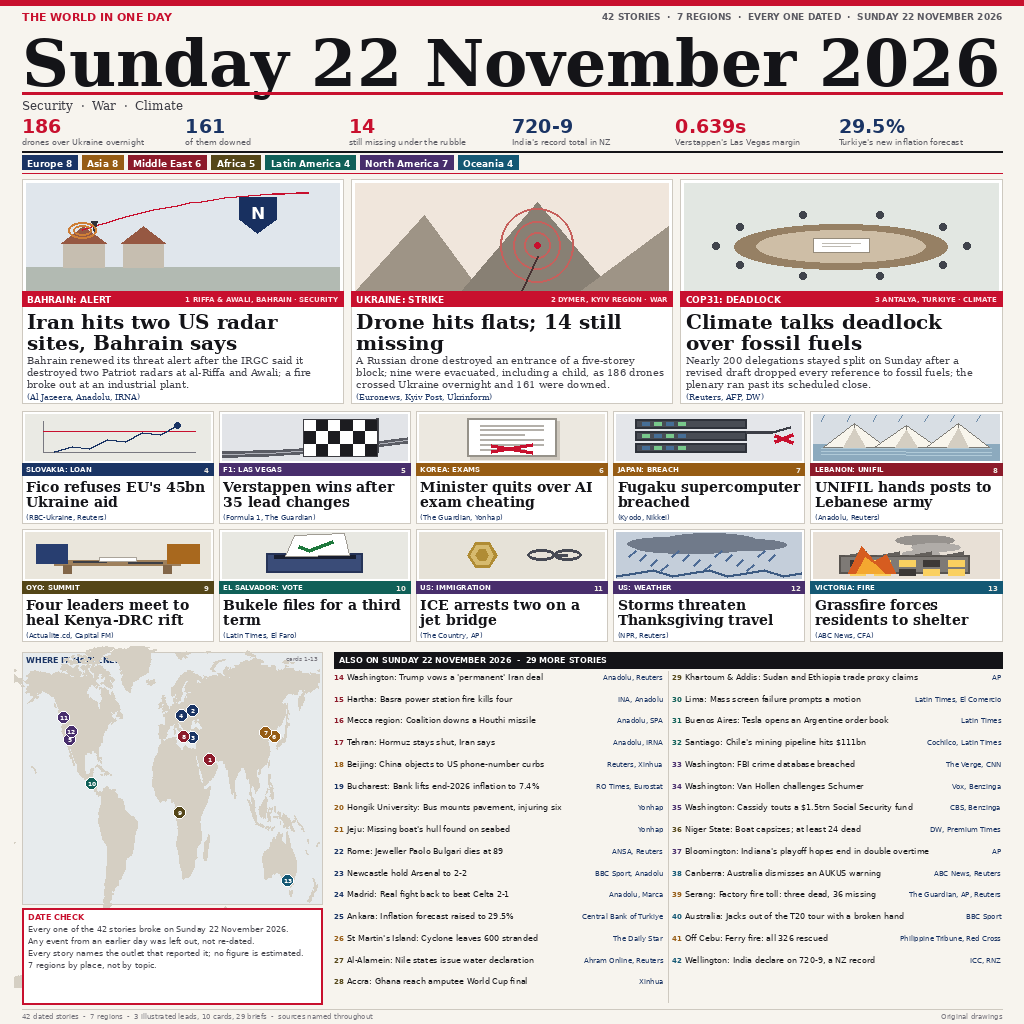 THE WORLD IN ONE DAY
42 STORIES · 7 REGIONS · EVERY ONE DATED · SUNDAY 22 NOVEMBER 2026
Sunday 22 November 2026
Security · War · Climate
186
drones over Ukraine overnight
161
of them downed
14
still missing under the rubble
720-9
India's record total in NZ
0.639s
Verstappen's Las Vegas margin
29.5%
Turkiye's new inflation forecast
Europe 8
Asia 8
Middle East 6
Africa 5
Latin America 4
North America 7
Oceania 4
N
BAHRAIN: ALERT
1 RIFFA & AWALI, BAHRAIN · SECURITY
Iran hits two US radar
sites, Bahrain says
Bahrain renewed its threat alert after the IRGC said it
destroyed two Patriot radars at al-Riffa and Awali; a fire
broke out at an industrial plant.
(Al Jazeera, Anadolu, IRNA)
UKRAINE: STRIKE
2 DYMER, KYIV REGION · WAR
Drone hits flats; 14 still
missing
A Russian drone destroyed an entrance of a five-storey
block; nine were evacuated, including a child, as 186 drones
crossed Ukraine overnight and 161 were downed.
(Euronews, Kyiv Post, Ukrinform)
COP31: DEADLOCK
3 ANTALYA, TURKIYE · CLIMATE
Climate talks deadlock
over fossil fuels
Nearly 200 delegations stayed split on Sunday after a
revised draft dropped every reference to fossil fuels; the
plenary ran past its scheduled close.
(Reuters, AFP, DW)
SLOVAKIA: LOAN 4
Fico refuses EU's 45bn
Ukraine aid
(RBC-Ukraine, Reuters)
F1: LAS VEGAS 5
Verstappen wins after
35 lead changes
(Formula 1, The Guardian)
KOREA: EXAMS 6
Minister quits over AI
exam cheating
(The Guardian, Yonhap)
JAPAN: BREACH 7
Fugaku supercomputer
breached
(Kyodo, Nikkei)
LEBANON: UNIFIL 8
UNIFIL hands posts to
Lebanese army
(Anadolu, Reuters)
OYO: SUMMIT 9
Four leaders meet to
heal Kenya-DRC rift
(Actualite.cd, Capital FM)
EL SALVADOR: VOTE 10
Bukele files for a third
term
(Latin Times, El Faro)
US: IMMIGRATION 11
ICE arrests two on a
jet bridge
(The Country, AP)
US: WEATHER 12
Storms threaten
Thanksgiving travel
(NPR, Reuters)
VICTORIA: FIRE 13
Grassfire forces
residents to shelter
(ABC News, CFA)
WHERE IT HAPPENED
cards 1-13
11
12
5
10
4
2
8
3
1
9
7
6
13
DATE CHECK
Every one of the 42 stories broke on Sunday 22 November 2026.
Any event from an earlier day was left out, not re-dated.
Every story names the outlet that reported it; no figure is estimated.
7 regions by place, not by topic.
ALSO ON SUNDAY 22 NOVEMBER 2026 - 29 MORE STORIES
14 Washington: Trump vows a 'permanent' Iran deal Anadolu, Reuters
15 Hartha: Basra power station fire kills four INA, Anadolu
16 Mecca region: Coalition downs a Houthi missile Anadolu, SPA
17 Tehran: Hormuz stays shut, Iran says Anadolu, IRNA
18 Beijing: China objects to US phone-number curbs Reuters, Xinhua
19 Bucharest: Bank lifts end-2026 inflation to 7.4% RO Times, Eurostat
20 Hongik University: Bus mounts pavement, injuring six Yonhap
21 Jeju: Missing boat's hull found on seabed Yonhap
22 Rome: Jeweller Paolo Bulgari dies at 89 ANSA, Reuters
23 Newcastle hold Arsenal to 2-2 BBC Sport, Anadolu
24 Madrid: Real fight back to beat Celta 2-1 Anadolu, Marca
25 Ankara: Inflation forecast raised to 29.5% Central Bank of Turkiye
26 St Martin's Island: Cyclone leaves 600 stranded The Daily Star
27 Al-Alamein: Nile states issue water declaration Ahram Online, Reuters
28 Accra: Ghana reach amputee World Cup final Xinhua
29 Khartoum & Addis: Sudan and Ethiopia trade proxy claims AP
30 Lima: Mass screen failure prompts a motion Latin Times, El Comercio
31 Buenos Aires: Tesla opens an Argentine order book Latin Times
32 Santiago: Chile's mining pipeline hits $111bn Cochilco, Latin Times
33 Washington: FBI crime database breached The Verge, CNN
34 Washington: Van Hollen challenges Schumer Vox, Benzinga
35 Washington: Cassidy touts a $1.5trn Social Security fund CBS, Benzinga
36 Niger State: Boat capsizes; at least 24 dead DW, Premium Times
37 Bloomington: Indiana's playoff hopes end in double overtime AP
38 Canberra: Australia dismisses an AUKUS warning ABC News, Reuters
39 Serang: Factory fire toll: three dead, 36 missing The Guardian, AP, Reuters
40 Australia: Jacks out of the T20 tour with a broken hand BBC Sport
41 Off Cebu: Ferry fire: all 326 rescued Philippine Tribune, Red Cross
42 Wellington: India declare on 720-9, a NZ record ICC, RNZ
42 dated stories - 7 regions - 3 illustrated leads, 10 cards, 29 briefs - sources named throughout
Original drawings